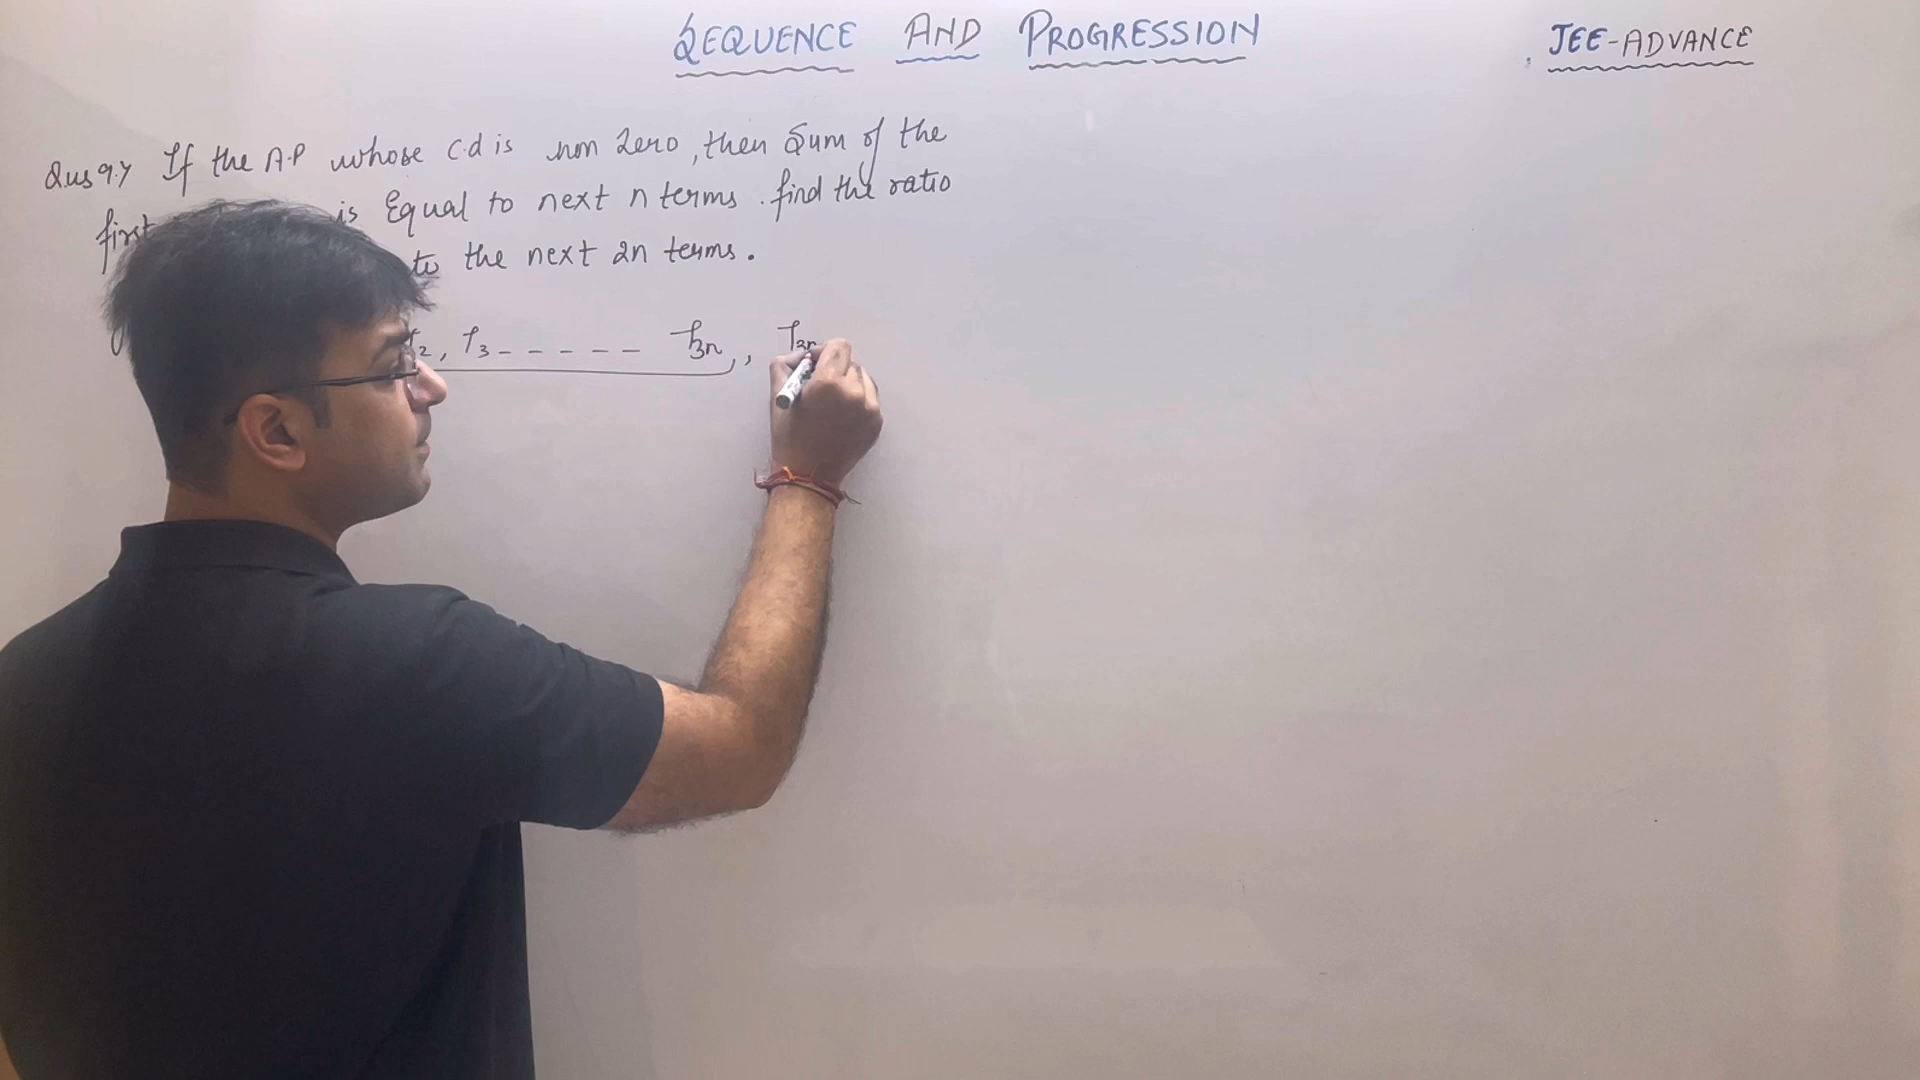 SEQUENCE AND PROGRESSION
JEE-ADVANCE
Ques 9.y If the A.P whose c.d is non Zero, then Sum of the
first is Equal to next n terms. find the ratio
to the next 2n terms.
T2, T3 - - - - - T3n, , T3n